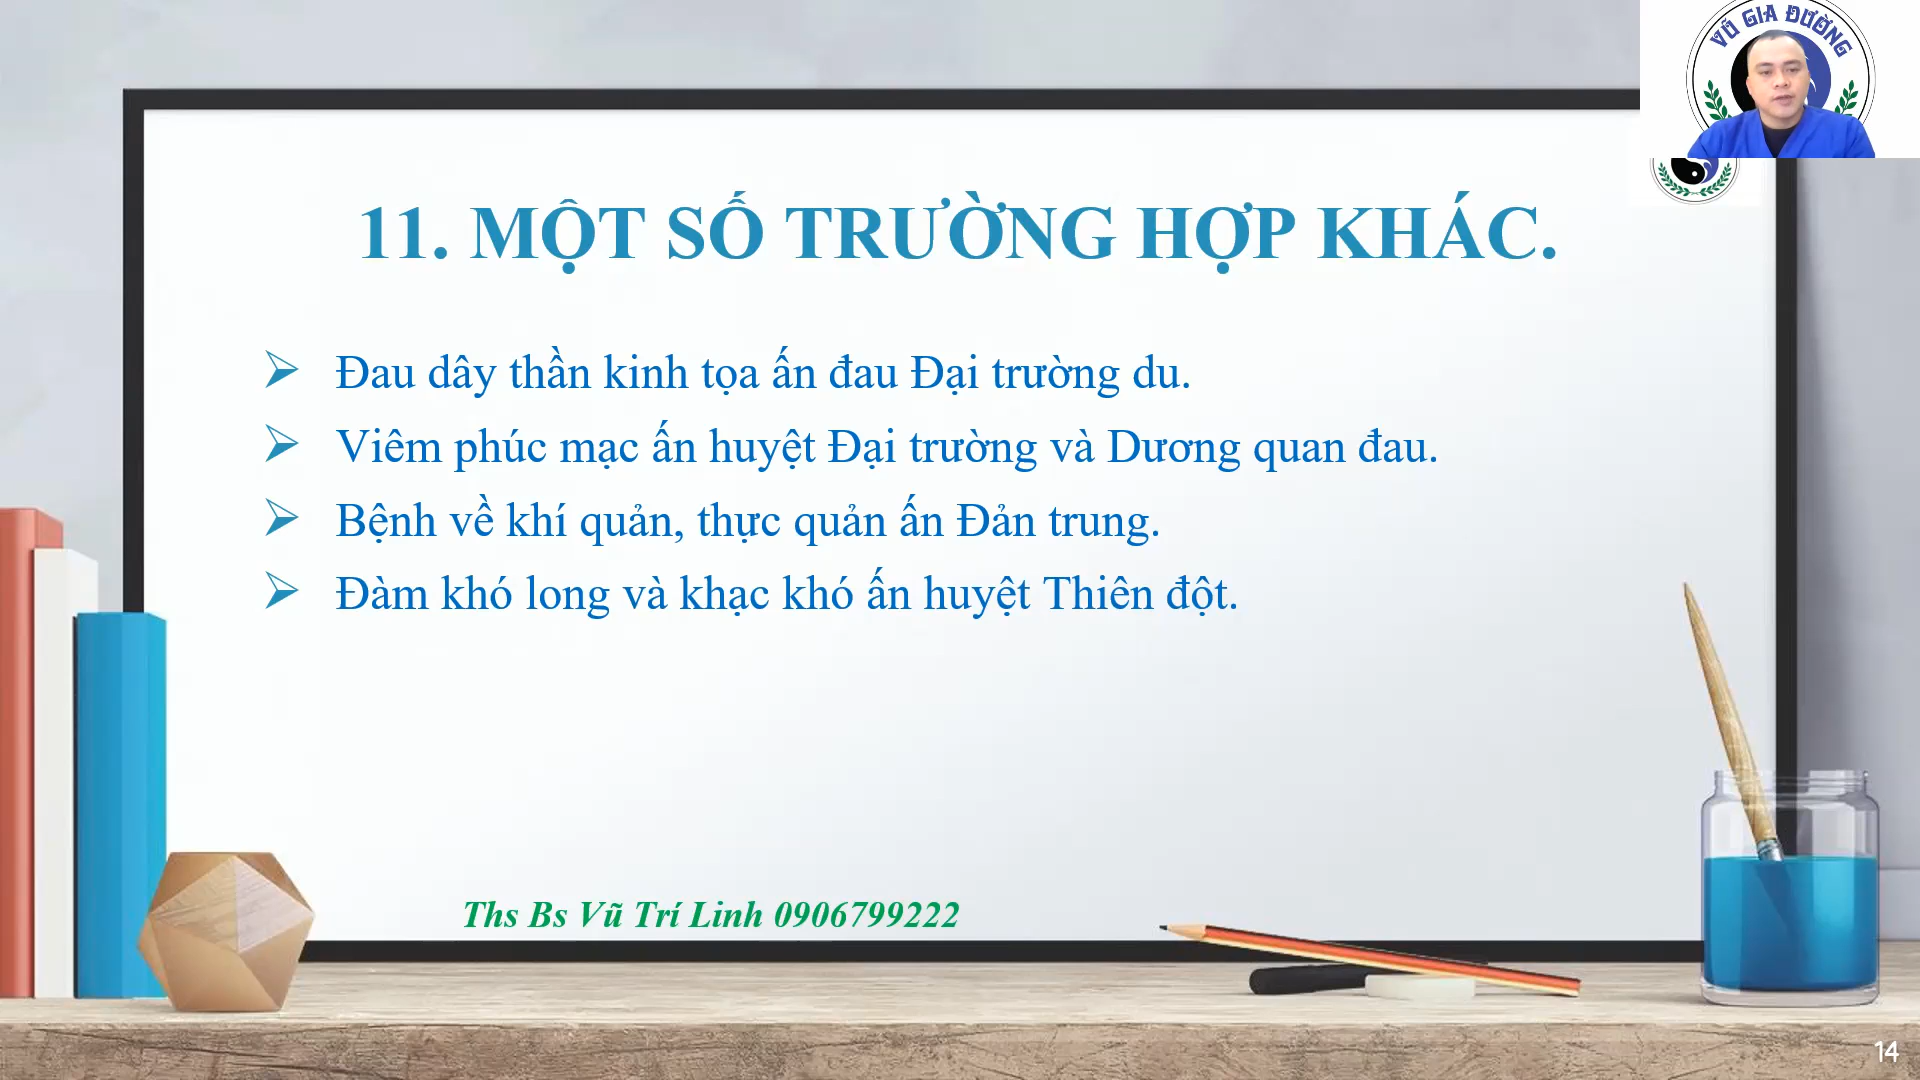 VŨ GIA ĐƯỜNG
11. MỘT SỐ TRƯỜNG HỢP KHÁC.
Đau dây thần kinh tọa ấn đau Đại trường du.
Viêm phúc mạc ấn huyệt Đại trường và Dương quan đau.
Bệnh về khí quản, thực quản ấn Đản trung.
Đàm khó long và khạc khó ấn huyệt Thiên đột.
Ths Bs Vũ Trí Linh 0906799222
14